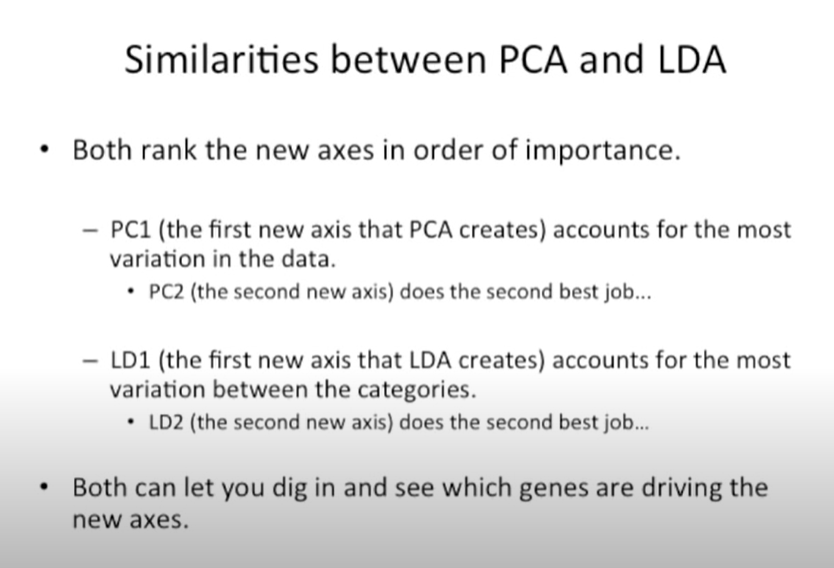 Similarities between PCA and LDA
• Both rank the new axes in order of importance.
– PC1 (the first new axis that PCA creates) accounts for the most
variation in the data.
• PC2 (the second new axis) does the second best job...
– LD1 (the first new axis that LDA creates) accounts for the most
variation between the categories.
• LD2 (the second new axis) does the second best job...
• Both can let you dig in and see which genes are driving the
new axes.